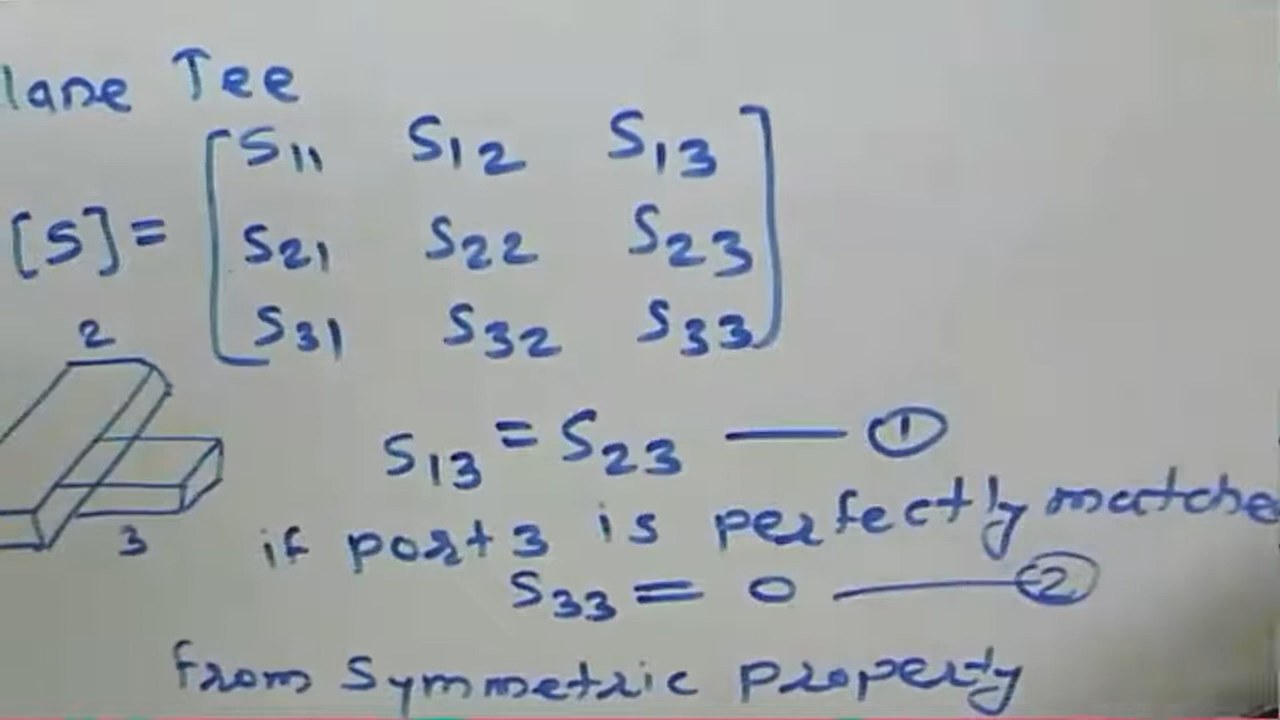 lane Tee
[S] = [ S11 S12 S13
S21 S22 S23
S31 S32 S33 ]
2
3
S13 = S23 — ①
if port 3 is perfectly matche
S33 = 0 — ②
from symmetric property